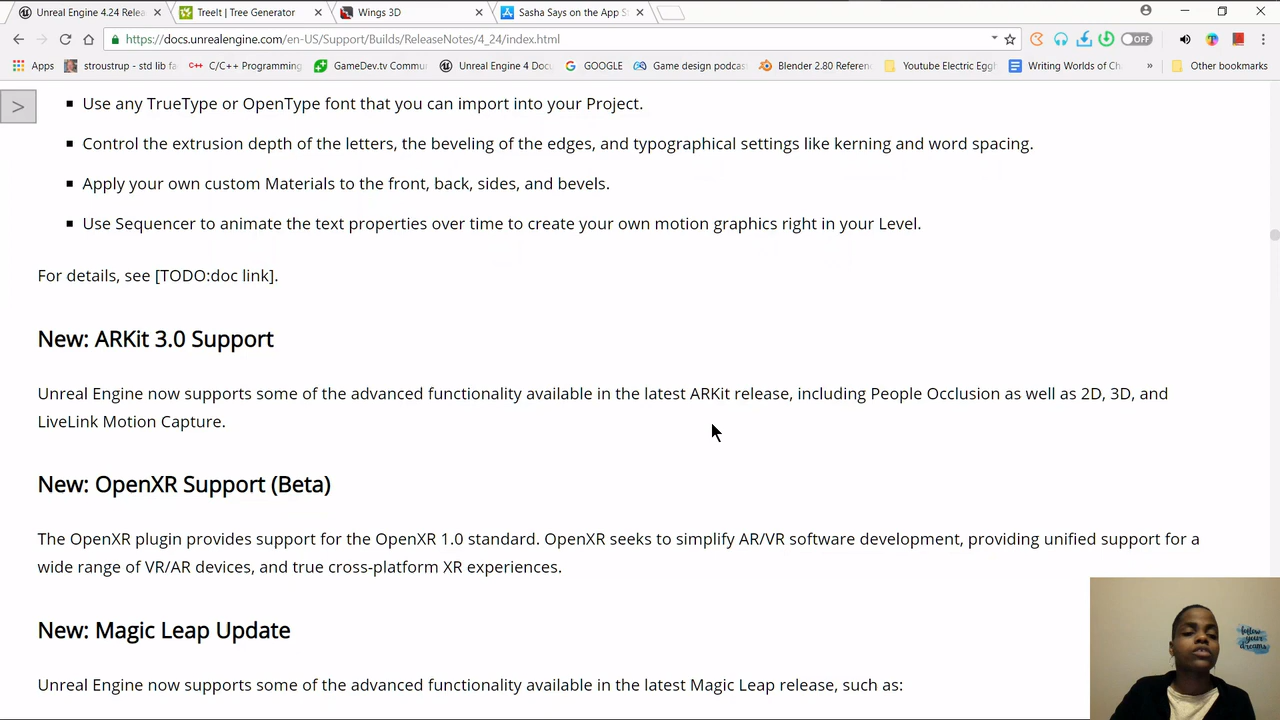 Unreal Engine 4.24 Relea
TreeIt | Tree Generator
Wings 3D
Sasha Says on the App S
https://docs.unrealengine.com/en-US/Support/Builds/ReleaseNotes/4_24/index.html
OFF
Apps
stroustrup - std lib fa
C/C++ Programming
GameDev.tv Commu
Unreal Engine 4 Docu
GOOGLE
Game design podcas
Blender 2.80 Referen
Youtube Electric Eggh
Writing Worlds of Ch
»
Other bookmarks
>
Use any TrueType or OpenType font that you can import into your Project.
Control the extrusion depth of the letters, the beveling of the edges, and typographical settings like kerning and word spacing.
Apply your own custom Materials to the front, back, sides, and bevels.
Use Sequencer to animate the text properties over time to create your own motion graphics right in your Level.
For details, see [TODO:doc link].
New: ARKit 3.0 Support
Unreal Engine now supports some of the advanced functionality available in the latest ARKit release, including People Occlusion as well as 2D, 3D, and
LiveLink Motion Capture.
New: OpenXR Support (Beta)
The OpenXR plugin provides support for the OpenXR 1.0 standard. OpenXR seeks to simplify AR/VR software development, providing unified support for a
wide range of VR/AR devices, and true cross-platform XR experiences.
New: Magic Leap Update
Unreal Engine now supports some of the advanced functionality available in the latest Magic Leap release, such as:
follow
your
dreams